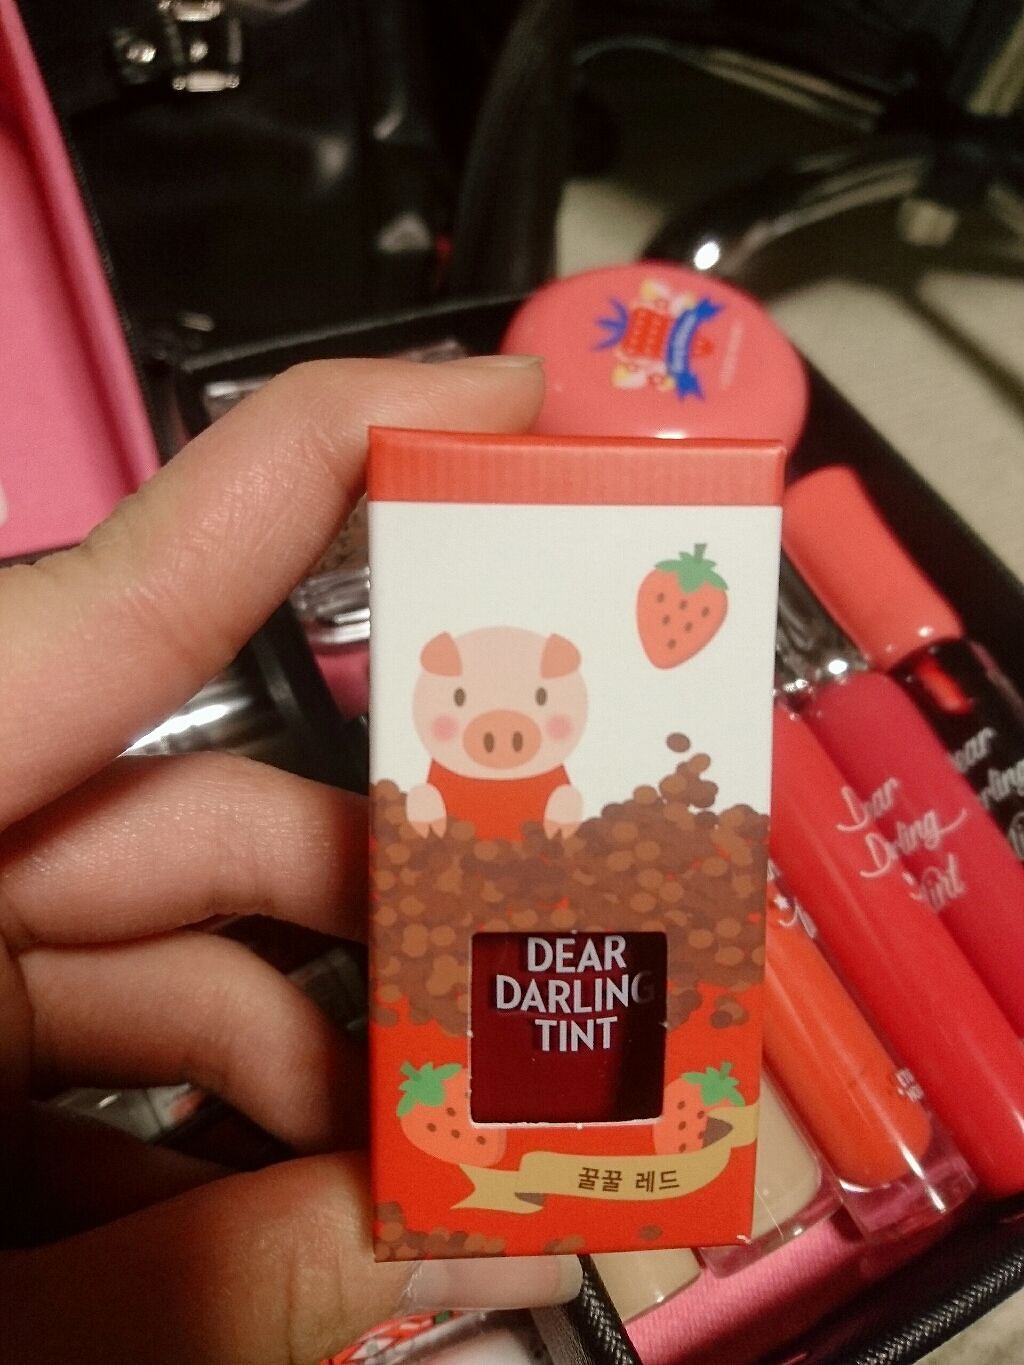 DEAR
DARLING
TINT
꿀꿀 레드
Dear
Darling
Tint